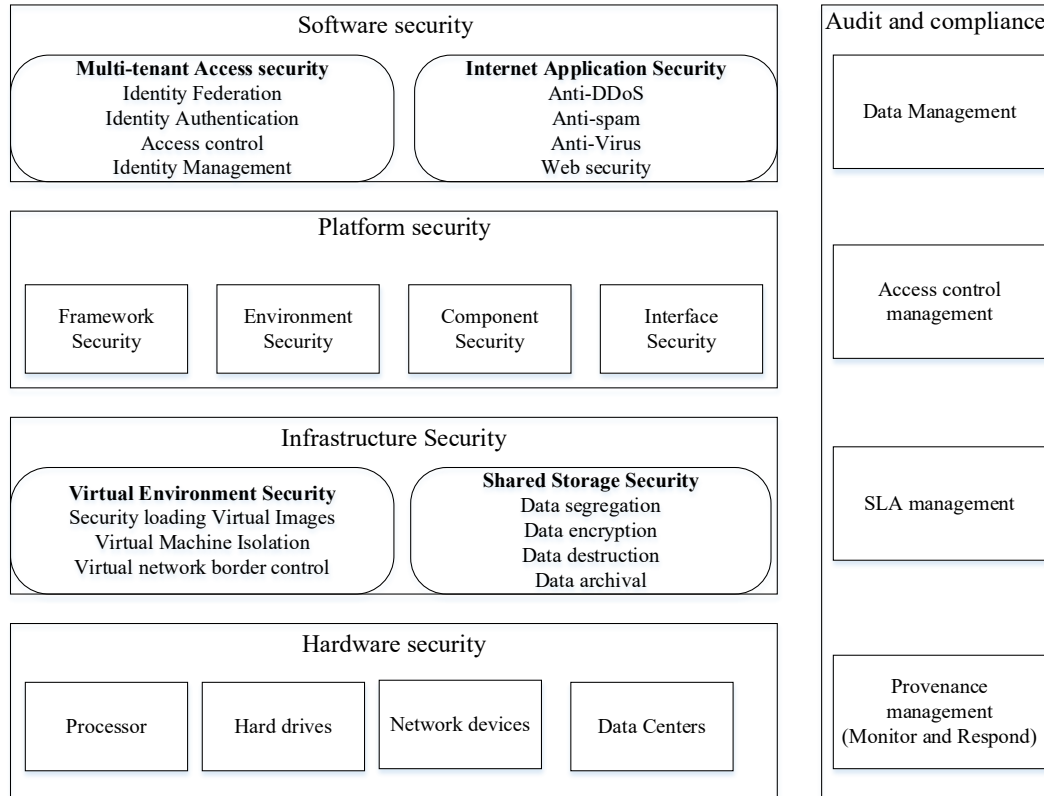 Software security
Multi-tenant Access security
Identity Federation
Identity Authentication
Access control
Identity Management
Internet Application Security
Anti-DDoS
Anti-spam
Anti-Virus
Web security
Platform security
Framework
Security
Environment
Security
Component
Security
Interface
Security
Infrastructure Security
Virtual Environment Security
Security loading Virtual Images
Virtual Machine Isolation
Virtual network border control
Shared Storage Security
Data segregation
Data encryption
Data destruction
Data archival
Hardware security
Processor
Hard drives
Network devices
Data Centers
Audit and compliance
Data Management
Access control
management
SLA management
Provenance
management
(Monitor and Respond)